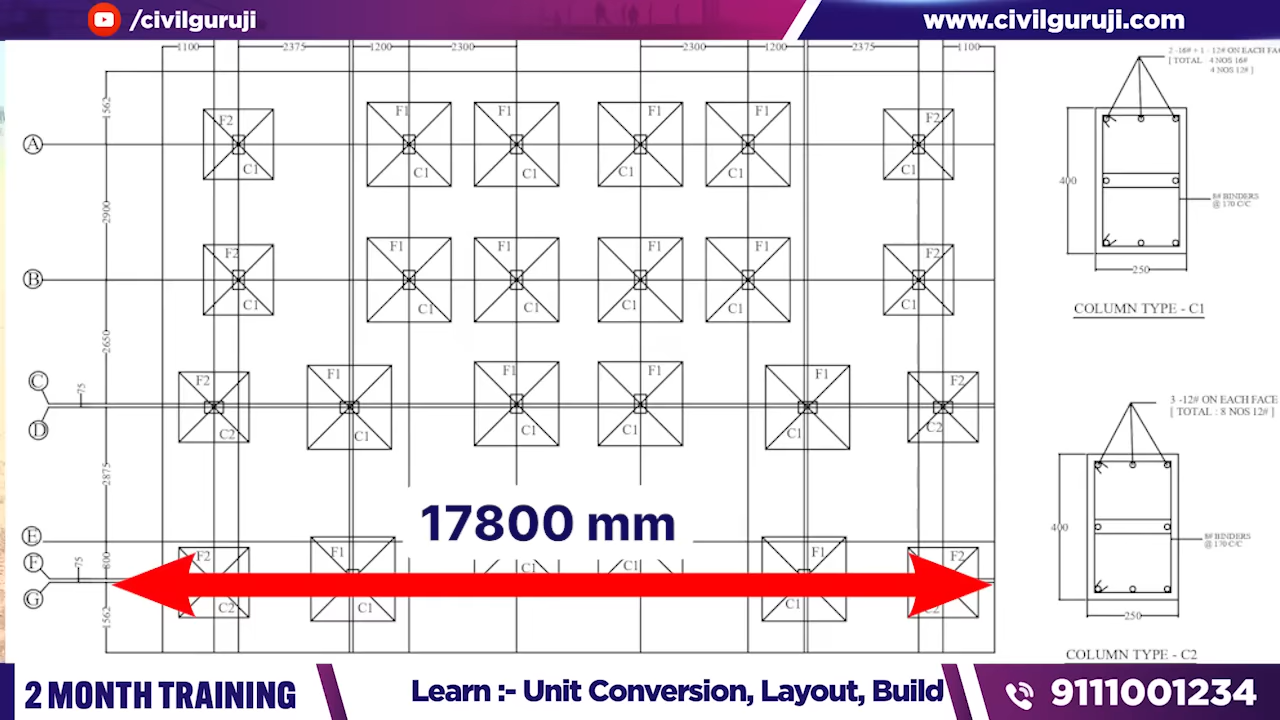 /civilguruji
www.civilguruji.com
1100 2375 1200 2300 2300 1200 2375 1100
1562
A
F2 F1 F1 F1 F1 F2
C1 C1 C1 C1 C1 C1
2900
B
F2 F1 F1 F1 F1 F2
C1 C1 C1 C1 C1 C1
2650
C
75
D
F2 F1 F1 F1 F1 F2
C2 C1 C1 C1 C1 C2
2875
17800 mm
E
F
75
800
G
F2 F1 F1 F2
C1 C1
C2 C1 C1 C2
1562
2 -16# + 1 - 12# ON EACH FA
[ TOTAL 4 NOS 16#
4 NOS 12# ]
400
8# BINDERS
@ 170 C/C
250
COLUMN TYPE - C1
3 -12# ON EACH FACE
[ TOTAL : 8 NOS 12# ]
400
8# BINDERS
@ 170 C/C
250
COLUMN TYPE - C2
2 MONTH TRAINING
Learn :- Unit Conversion, Layout, Build
9111001234